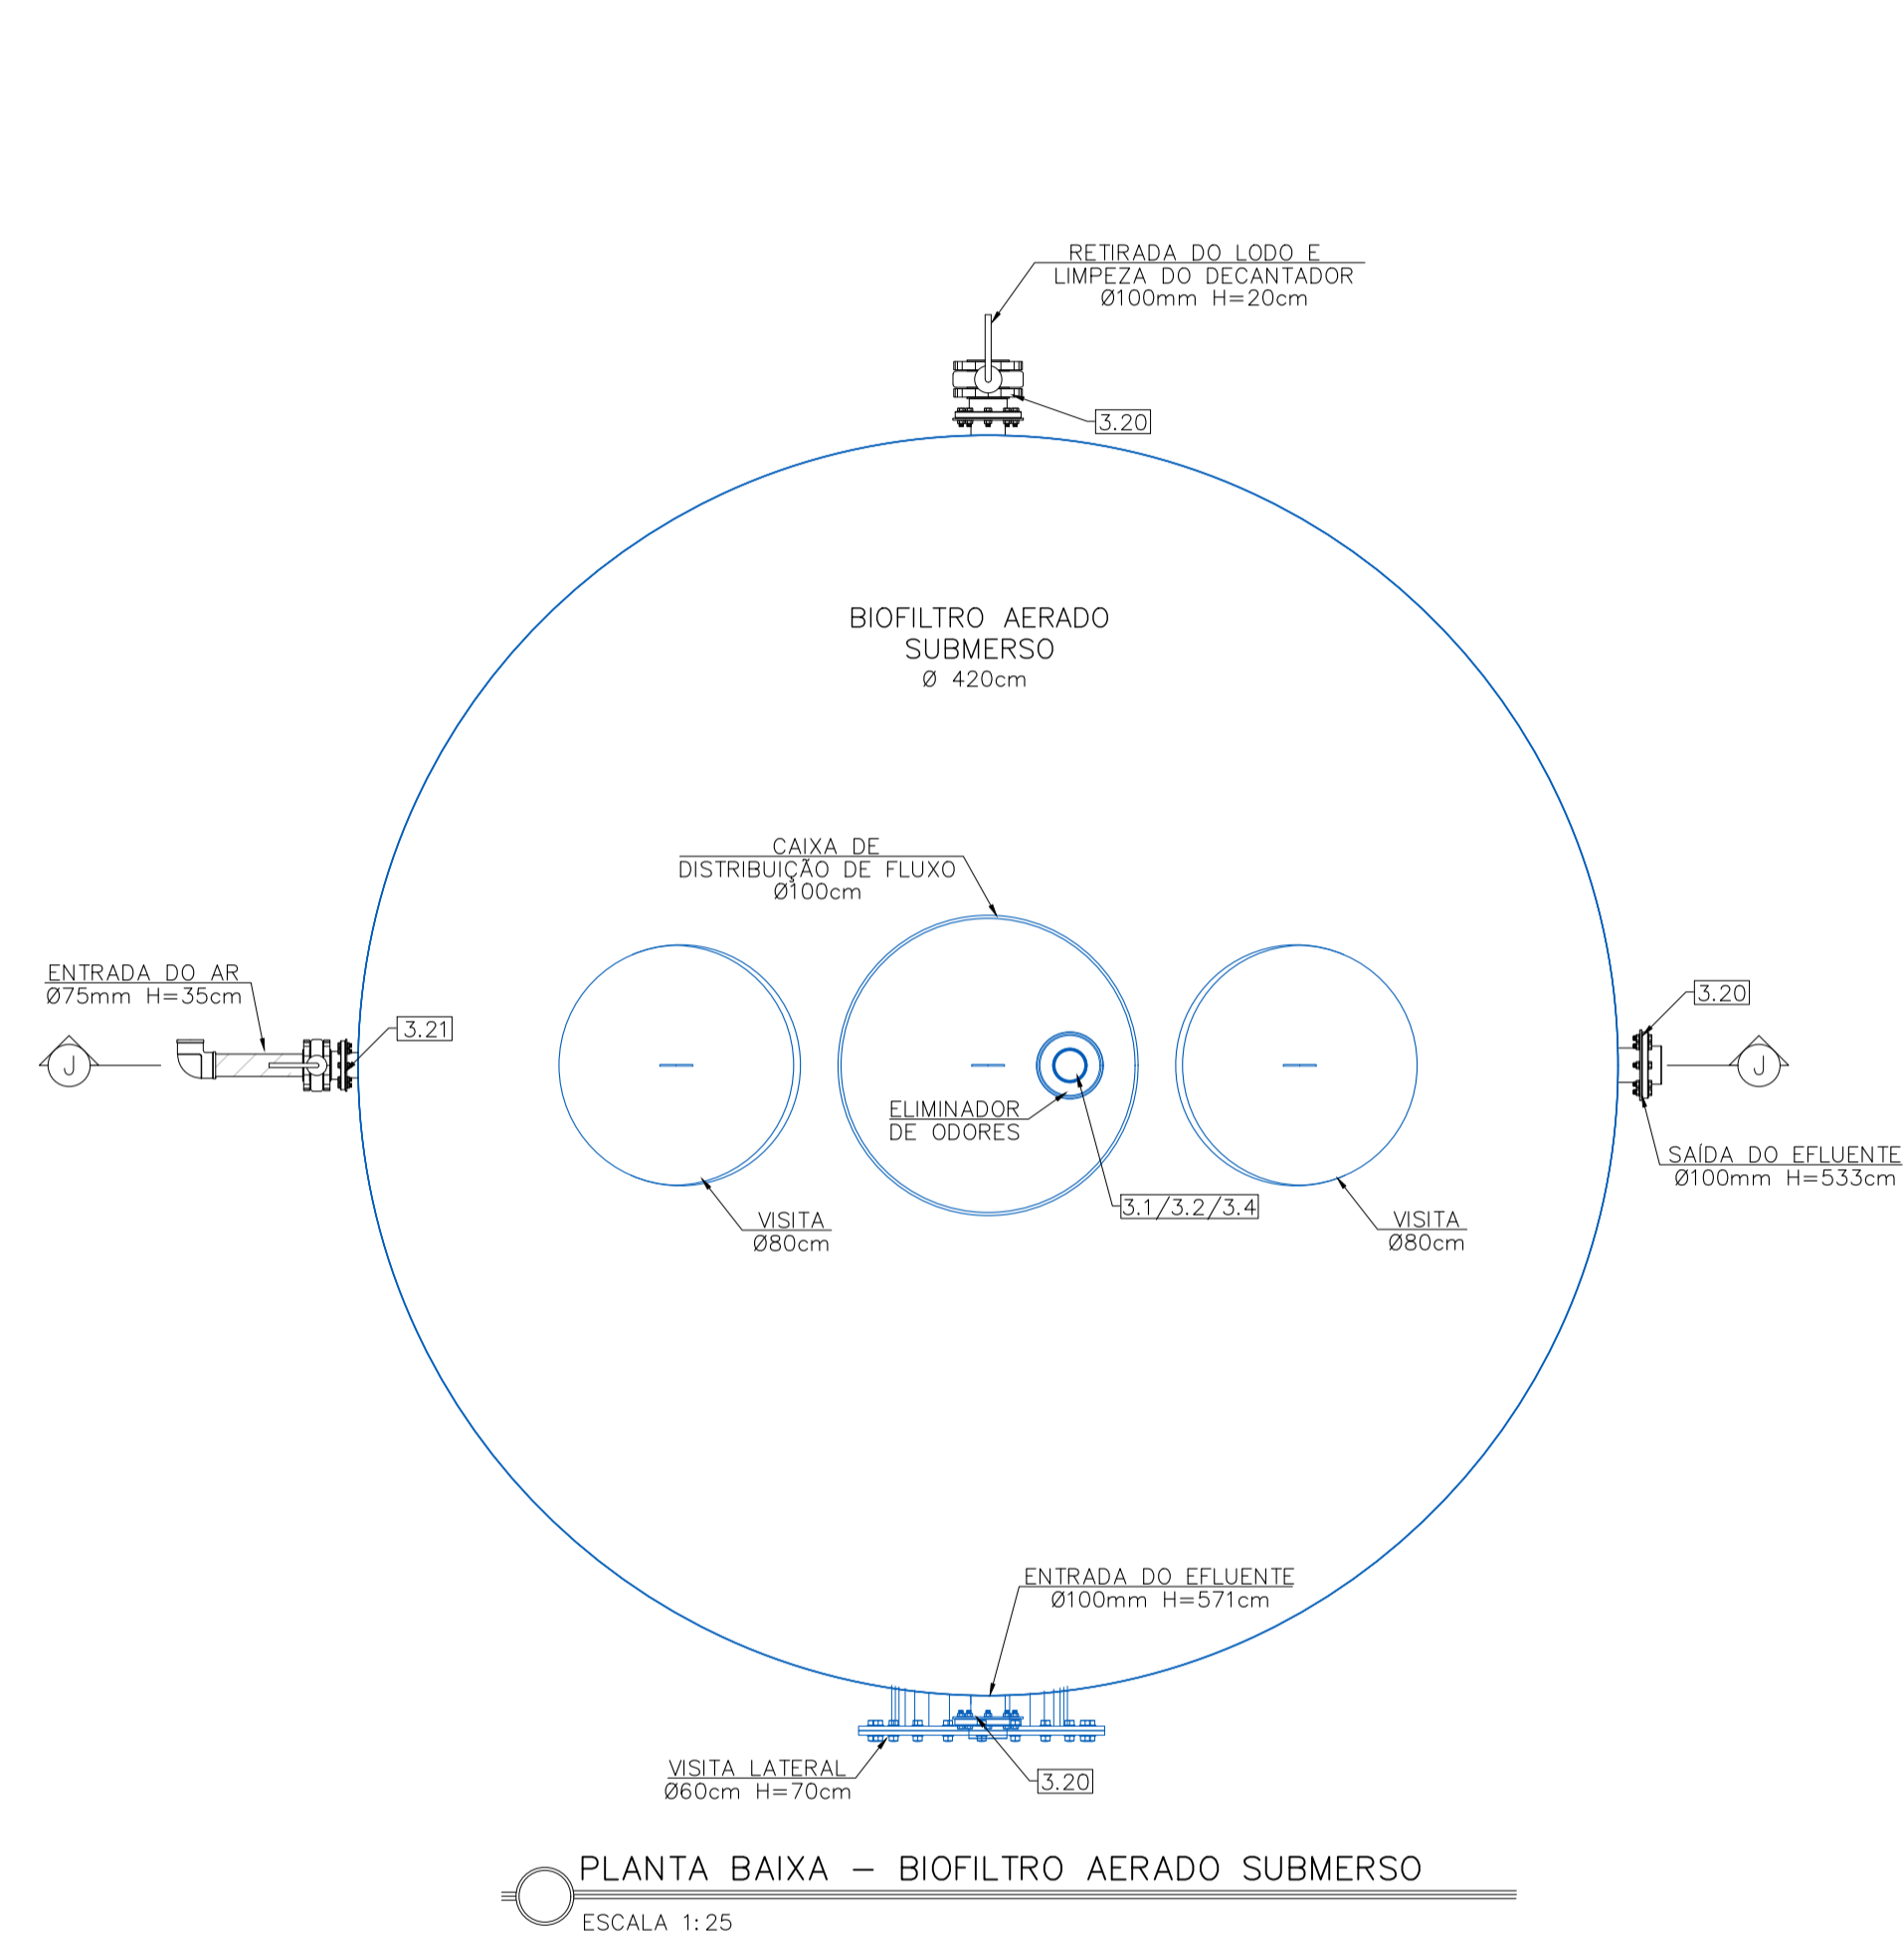 RETIRADA DO LODO E
LIMPEZA DO DECANTADOR
Ø100mm H=20cm
3.20
BIOFILTRO AERADO
SUBMERSO
Ø 420cm
CAIXA DE
DISTRIBUIÇÃO DE FLUXO
Ø100cm
ENTRADA DO AR
Ø75mm H=35cm
3.21
J
3.20
J
ELIMINADOR
DE ODORES
SAÍDA DO EFLUENTE
Ø100mm H=533cm
3.1/3.2/3.4
VISITA
Ø80cm
VISITA
Ø80cm
ENTRADA DO EFLUENTE
Ø100mm H=571cm
VISITA LATERAL
Ø60cm H=70cm
3.20
PLANTA BAIXA – BIOFILTRO AERADO SUBMERSO
ESCALA 1:25